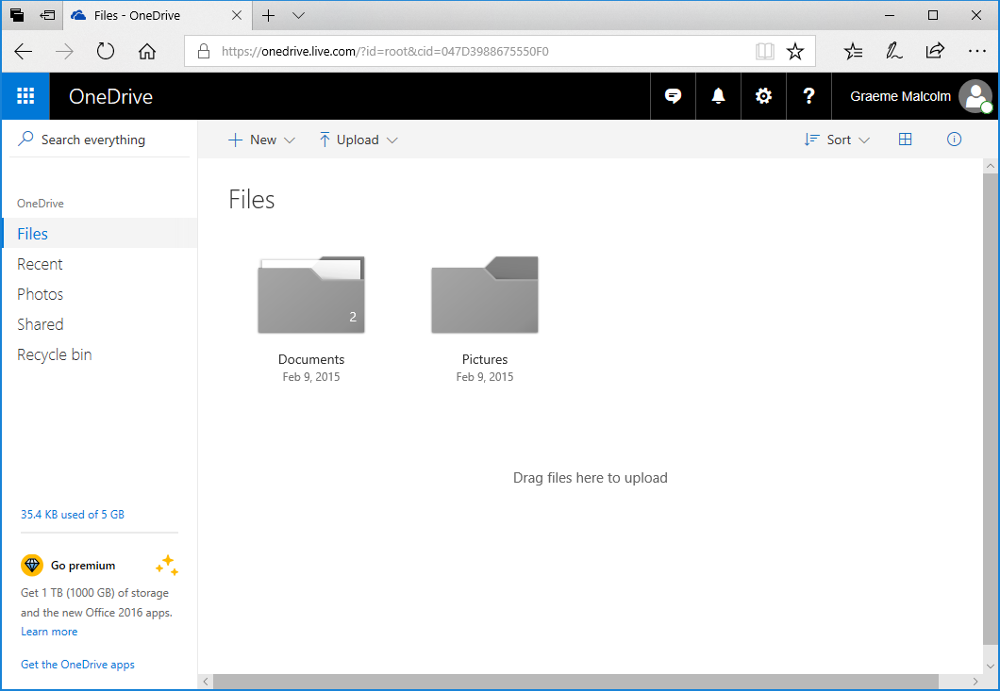 Files - OneDrive
https://onedrive.live.com/?id=root&cid=047D3988675550F0
OneDrive
?
Graeme Malcolm
Search everything
New
Upload
Sort
OneDrive
Files
Recent
Photos
Shared
Recycle bin
Files
2
Documents
Feb 9, 2015
Pictures
Feb 9, 2015
Drag files here to upload
35.4 KB used of 5 GB
Go premium
Get 1 TB (1000 GB) of storage
and the new Office 2016 apps.
Learn more
Get the OneDrive apps